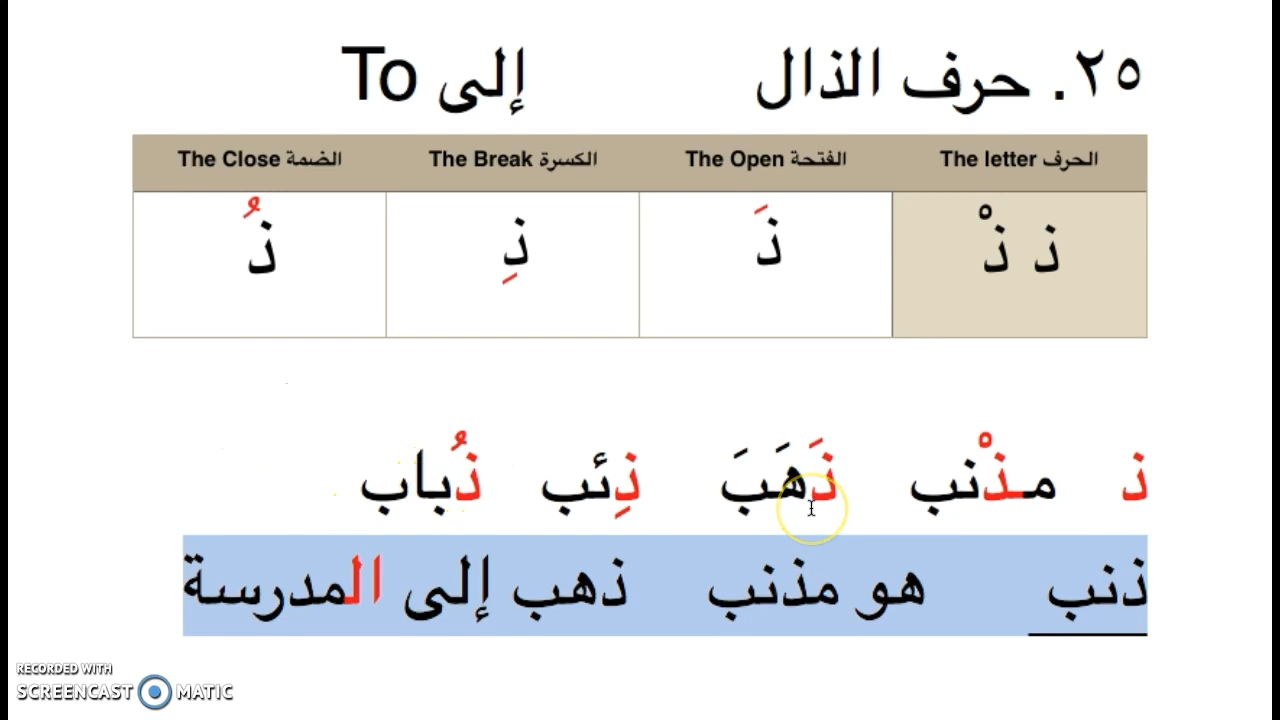 ٢٥. حرف الذال إلى To
The letter الحرف The Open الفتحة The Break الكسرة The Close الضمة
ذ ذْ ذَ ذِ ذُ
ذ مـذْنب ذَهَبَ ذِئب ذُباب
ذنب هو مذنب ذهب إلى المدرسة
RECORDED WITH
SCREENCAST MATIC